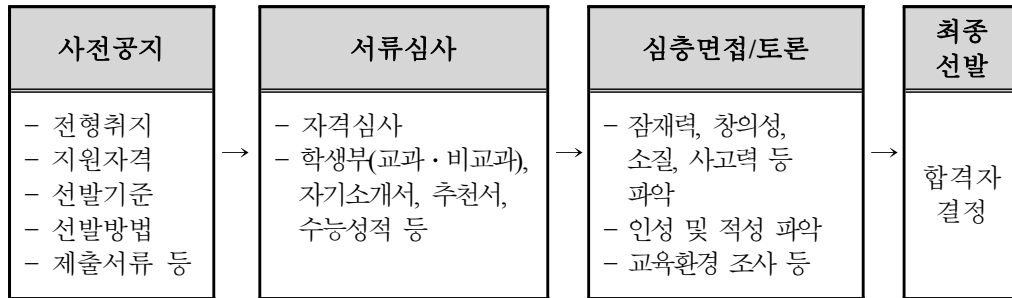 사전공지
- 전형취지
- 지원자격
- 선발기준
- 선발방법
- 제출서류 등
→
서류심사
- 자격심사
- 학생부(교과·비교과),
자기소개서, 추천서,
수능성적 등
→
심층면접/토론
- 잠재력, 창의성,
소질, 사고력 등
파악
- 인성 및 적성 파악
- 교육환경 조사 등
→
최종
선발
합격자
결정